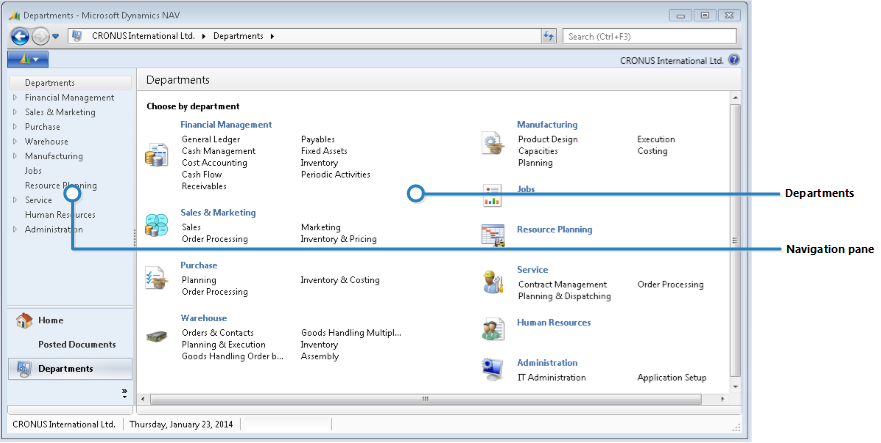 Departments - Microsoft Dynamics NAV
CRONUS International Ltd. Departments
Search (Ctrl+F3)
CRONUS International Ltd.
Departments
Financial Management
Sales & Marketing
Purchase
Warehouse
Manufacturing
Jobs
Resource Planning
Service
Human Resources
Administration
Home
Posted Documents
Departments
Departments
Choose by department
Financial Management
General Ledger Payables
Cash Management Fixed Assets
Cost Accounting Inventory
Cash Flow Periodic Activities
Receivables
Sales & Marketing
Sales Marketing
Order Processing Inventory & Pricing
Purchase
Planning Inventory & Costing
Order Processing
Warehouse
Orders & Contacts Goods Handling Multipl...
Planning & Execution Inventory
Goods Handling Order b... Assembly
Manufacturing
Product Design Execution
Capacities Costing
Planning
Jobs
Resource Planning
Service
Contract Management Order Processing
Planning & Dispatching
Human Resources
Administration
IT Administration Application Setup
CRONUS International Ltd. Thursday, January 23, 2014
Departments
Navigation pane